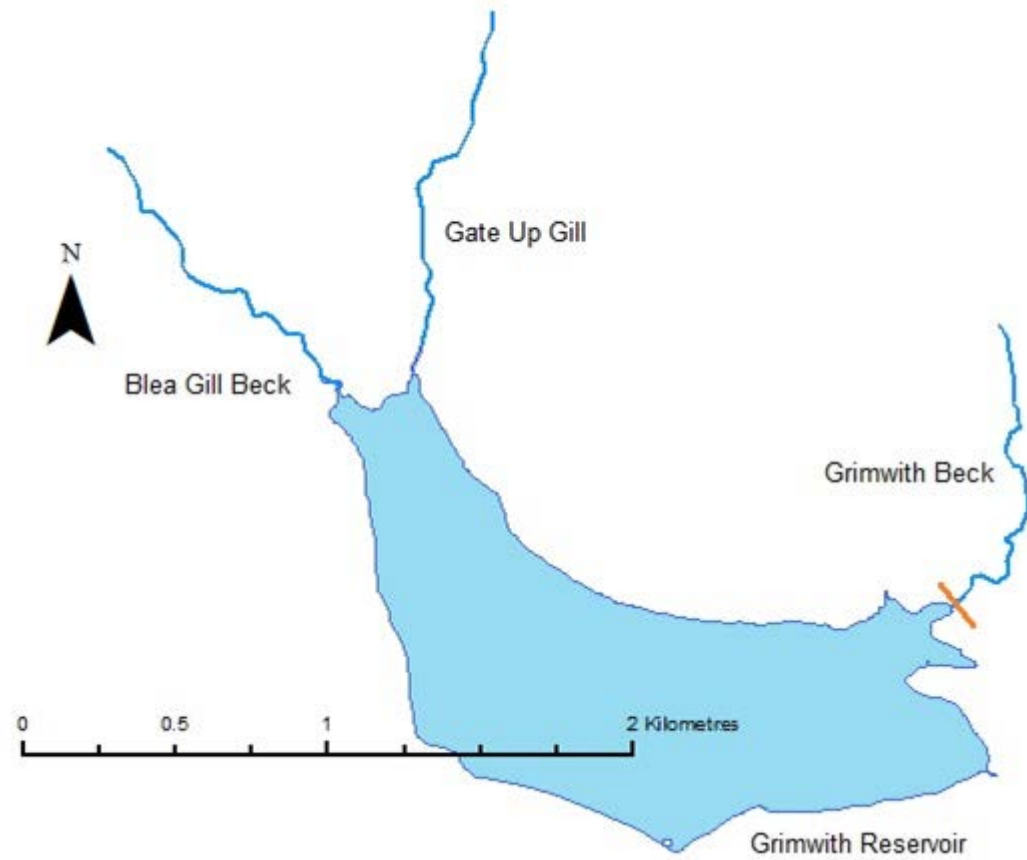 Gate Up Gill
N
Blea Gill Beck
Grimwith Beck
0 0.5 1 2 Kilometres
Grimwith Reservoir